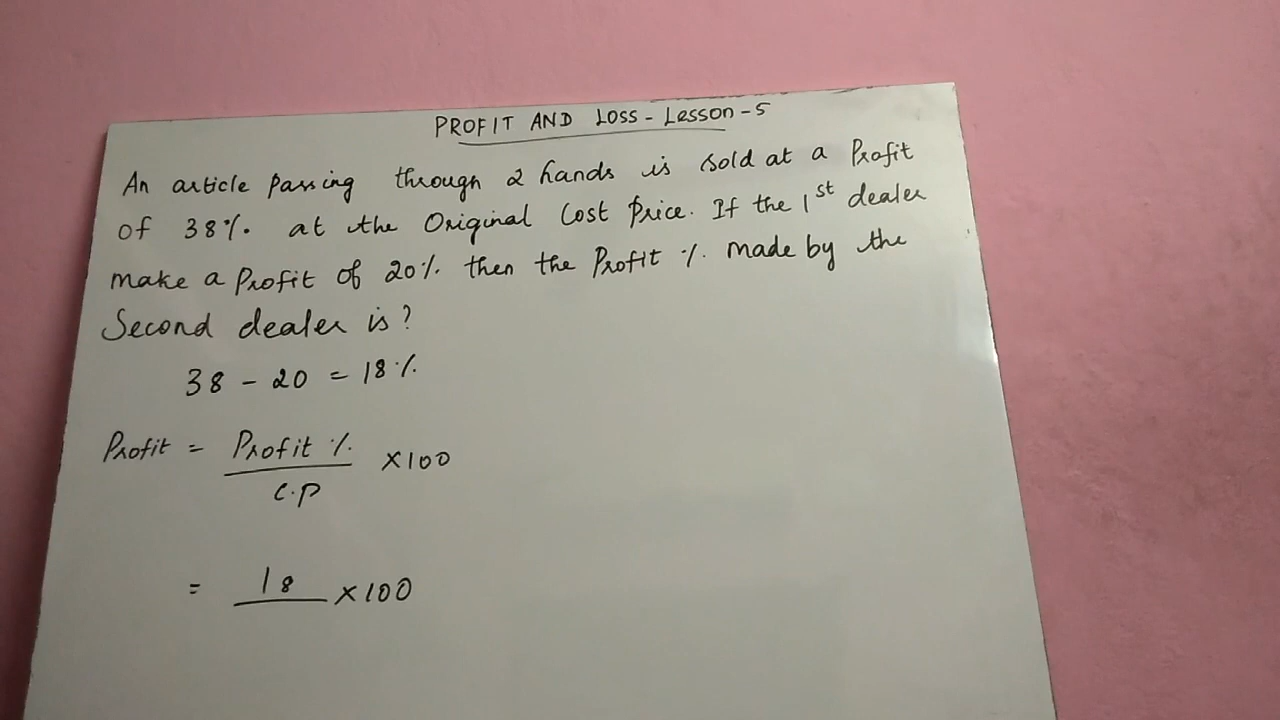 PROFIT AND LOSS - Lesson-5
An article passing through 2 hands is sold at a Profit
of 38% at the Original Cost Price. If the 1st dealer
make a Profit of 20% then the Profit % made by the
Second dealer is?
38 - 20 = 18%
Profit = Profit % / C.P × 100
= 18 × 100